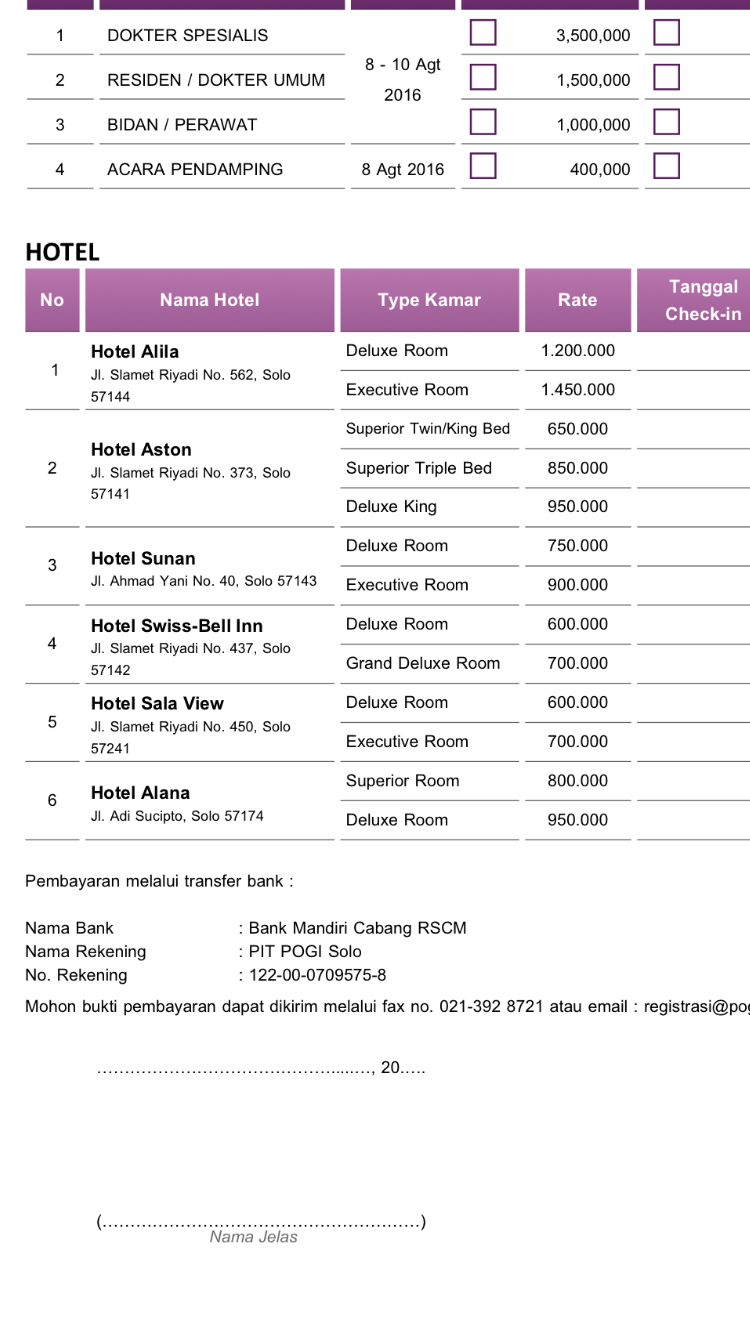 1 DOKTER SPESIALIS 3,500,000
8 - 10 Agt
2 RESIDEN / DOKTER UMUM 1,500,000
2016
3 BIDAN / PERAWAT 1,000,000
4 ACARA PENDAMPING 8 Agt 2016 400,000
HOTEL
No Nama Hotel Type Kamar Rate Tanggal Check-in
1 Hotel Alila Deluxe Room 1.200.000
Jl. Slamet Riyadi No. 562, Solo
57144 Executive Room 1.450.000
Superior Twin/King Bed 650.000
2 Hotel Aston
Jl. Slamet Riyadi No. 373, Solo Superior Triple Bed 850.000
57141
Deluxe King 950.000
3 Hotel Sunan Deluxe Room 750.000
Jl. Ahmad Yani No. 40, Solo 57143 Executive Room 900.000
4 Hotel Swiss-Bell Inn Deluxe Room 600.000
Jl. Slamet Riyadi No. 437, Solo
57142 Grand Deluxe Room 700.000
5 Hotel Sala View Deluxe Room 600.000
Jl. Slamet Riyadi No. 450, Solo
57241 Executive Room 700.000
6 Hotel Alana Superior Room 800.000
Jl. Adi Sucipto, Solo 57174 Deluxe Room 950.000
Pembayaran melalui transfer bank :
Nama Bank : Bank Mandiri Cabang RSCM
Nama Rekening : PIT POGI Solo
No. Rekening : 122-00-0709575-8
Mohon bukti pembayaran dapat dikirim melalui fax no. 021-392 8721 atau email :
…………………………………….....…, 20.….
(…………………………………………………)
Nama Jelas